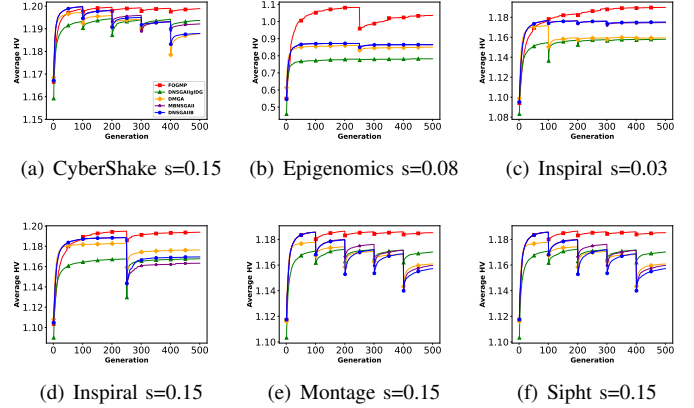 1.20
1.19
1.18
1.17
1.16
1.15
Average HV
0 100 200 300 400 500
Generation
FOGMP
DNSGAIIgIDG
DMGA
MBNSGAII
DNSGAIIB
(a) CyberShake s=0.15
1.1
1.0
0.9
0.8
0.7
0.6
0.5
Average HV
0 100 200 300 400 500
Generation
(b) Epigenomics s=0.08
1.18
1.16
1.14
1.12
1.10
1.08
Average HV
0 100 200 300 400 500
Generation
(c) Inspiral s=0.03
1.20
1.18
1.16
1.14
1.12
1.10
Average HV
0 100 200 300 400 500
Generation
(d) Inspiral s=0.15
1.18
1.16
1.14
1.12
1.10
Average HV
0 100 200 300 400 500
Generation
(e) Montage s=0.15
1.18
1.16
1.14
1.12
1.10
Average HV
0 100 200 300 400 500
Generation
(f) Sipht s=0.15